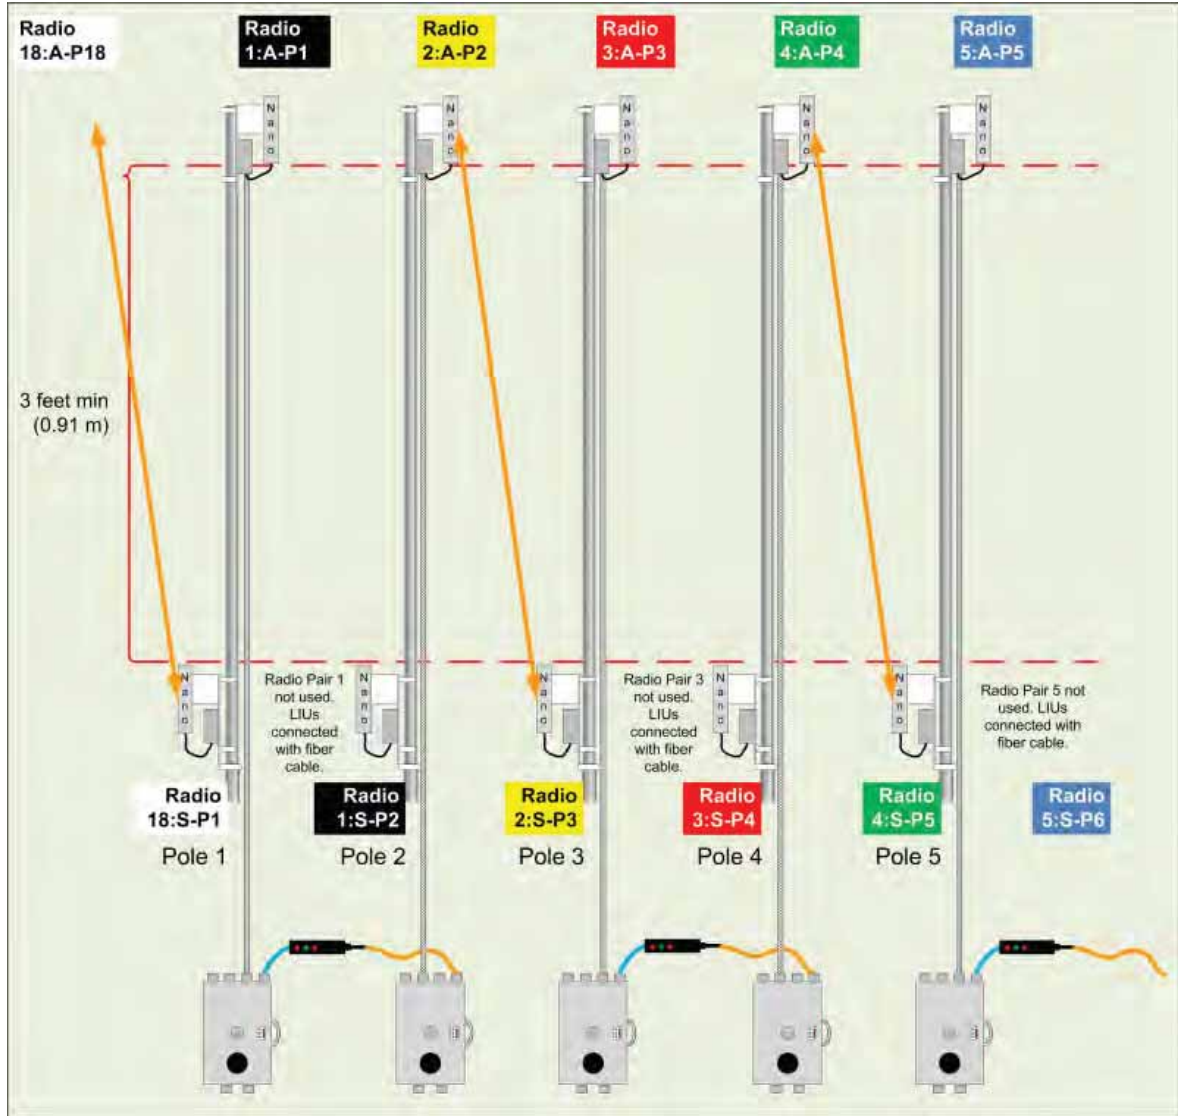 Radio
18:A-P18
Radio
1:A-P1
Radio
2:A-P2
Radio
3:A-P3
Radio
4:A-P4
Radio
5:A-P5
Nano
Nano
Nano
Nano
Nano
3 feet min
(0.91 m)
Nano
Radio Pair 1
not used.
LIUs
connected
with fiber
cable.
Nano
Nano
Radio Pair 3
not used.
LIUs
connected
with fiber
cable.
Nano
Nano
Radio Pair 5 not
used. LIUs
connected with
fiber cable.
Radio
18:S-P1
Radio
1:S-P2
Radio
2:S-P3
Radio
3:S-P4
Radio
4:S-P5
Radio
5:S-P6
Pole 1
Pole 2
Pole 3
Pole 4
Pole 5